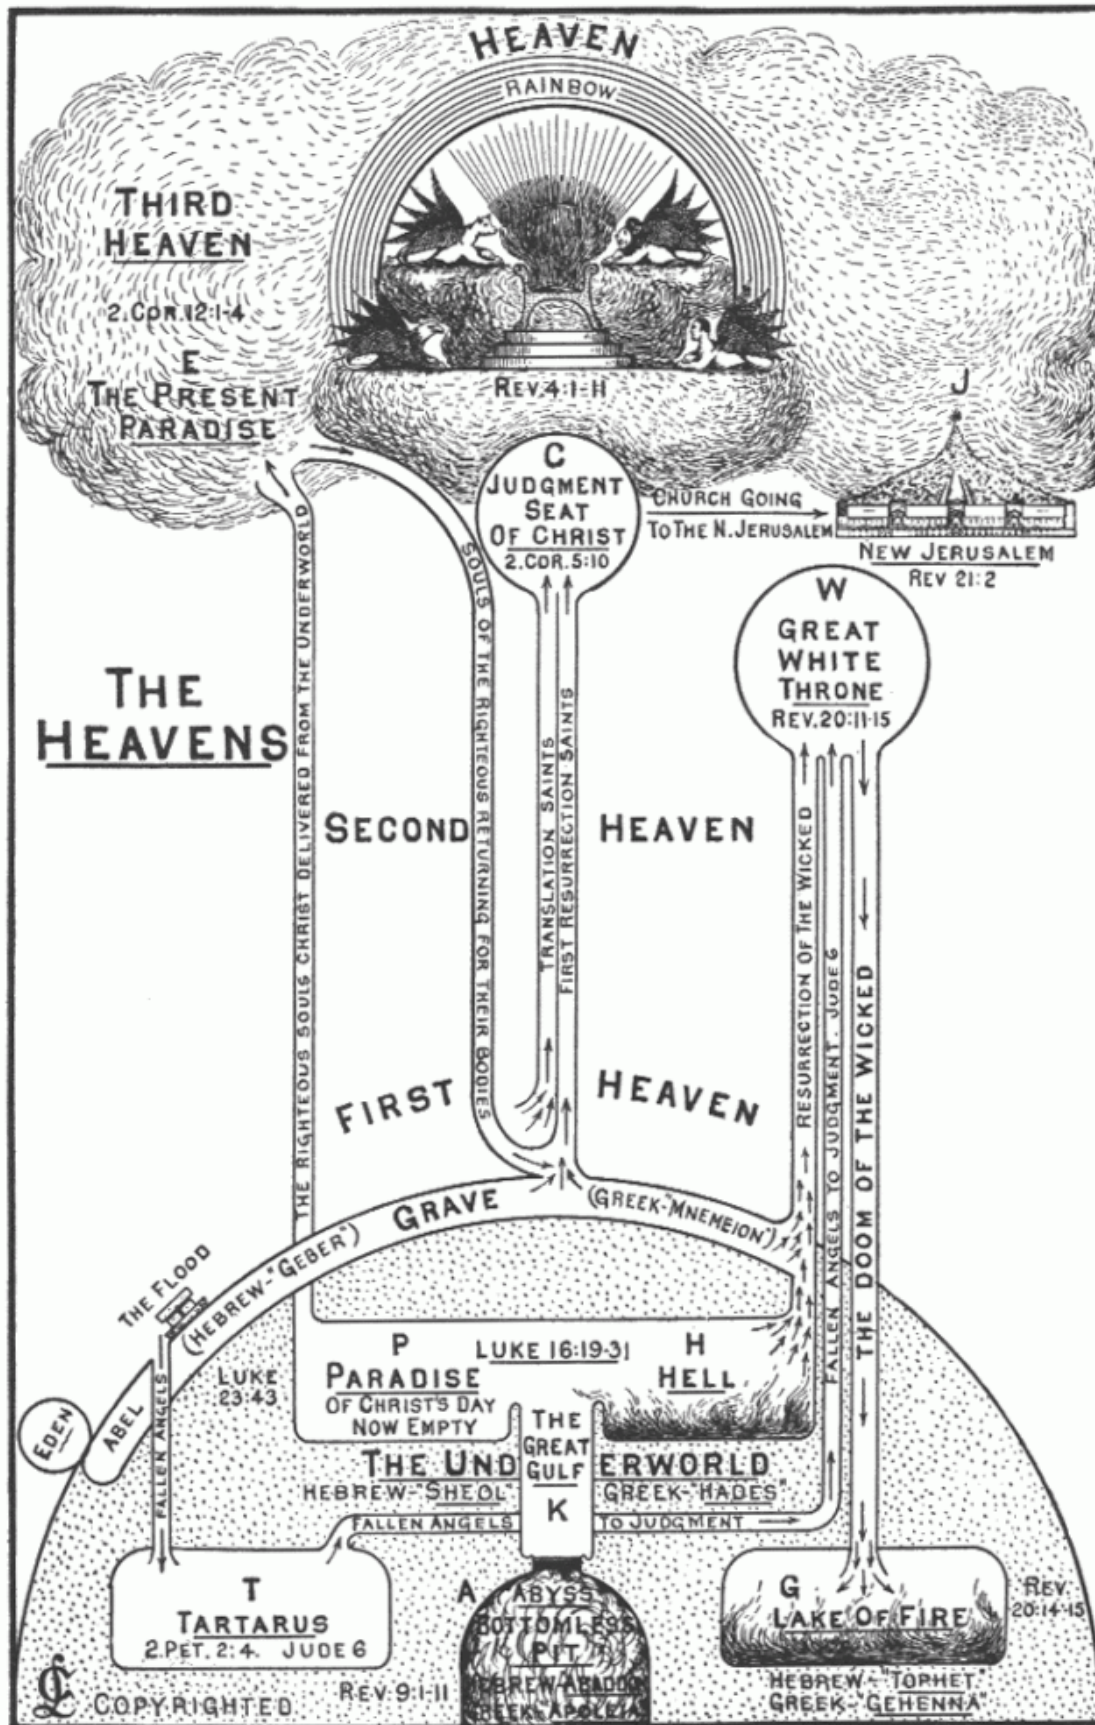 HEAVEN
RAINBOW
THIRD
HEAVEN
2.COR.12:1-4
E
THE PRESENT
PARADISE
REV.4:1-11
J
C
JUDGMENT
SEAT
OF CHRIST
2.COR.5:10
CHURCH GOING
TO THE N.JERUSALEM
NEW JERUSALEM
REV 21:2
W
GREAT
WHITE
THRONE
REV.20:11-15
THE
HEAVENS
THE RIGHTEOUS SOULS CHRIST DELIVERED FROM THE UNDERWORLD
SOULS OF THE RIGHTEOUS RETURNING FOR THEIR BODIES
TRANSLATION SAINTS
FIRST RESURRECTION SAINTS
SECOND HEAVEN
RESURRECTION OF THE WICKED
FALLEN ANGELS TO JUDGMENT. JUDE 6
THE DOOM OF THE WICKED
FIRST HEAVEN
GRAVE
(HEBREW-"GEBER")
(GREEK-"MNEMEION")
THE FLOOD
EDEN
ABEL
FALLEN ANGELS
LUKE
23:43
P
PARADISE
OF CHRIST'S DAY
NOW EMPTY
LUKE 16:19-31
H
HELL
THE
GREAT
GULF
K
THE UNDERWORLD
HEBREW-"SHEOL" GREEK-"HADES"
FALLEN ANGELS TO JUDGMENT
T
TARTARUS
2.PET.2:4. JUDE 6
A
ABYSS
BOTTOMLESS
PIT
HEBREW-ABADDON
GREEK-"APOLEIA"
REV 9:1-11
G
LAKE OF FIRE
REV.
20:14-15
HEBREW-"TOPHET"
GREEK-"GEHENNA"
COPYRIGHTED